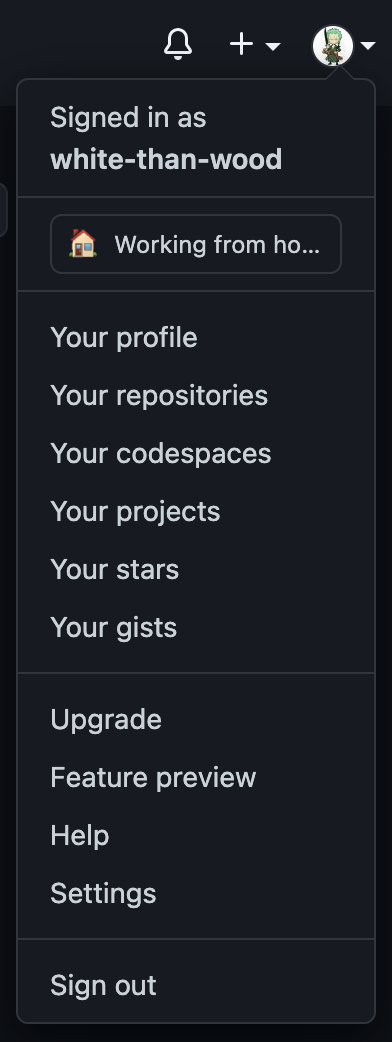 Signed in as
white-than-wood
Working from ho...
Your profile
Your repositories
Your codespaces
Your projects
Your stars
Your gists
Upgrade
Feature preview
Help
Settings
Sign out